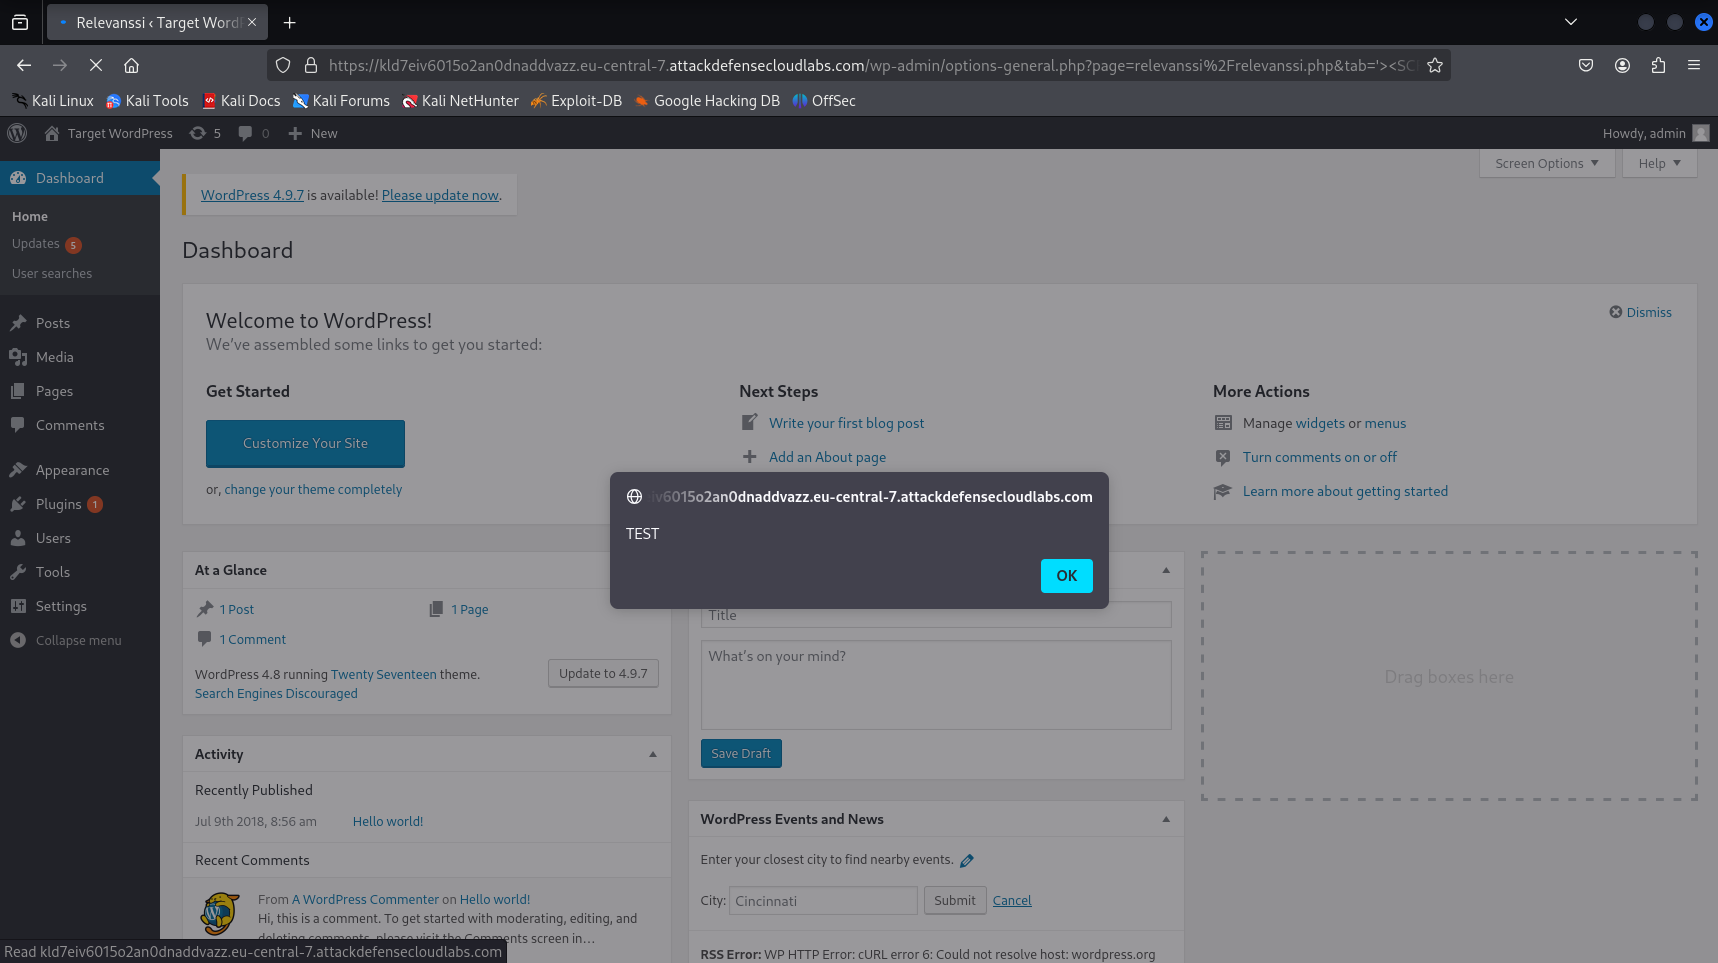 Relevanssi ‹ Target WordP
https://kld7eiv6015o2an0dnaddvazz.eu-central-7.attackdefensecloudlabs.com/wp-admin/options-general.php?page=relevanssi%2Frelevanssi.php&tab='><SC
Kali Linux Kali Tools Kali Docs Kali Forums Kali NetHunter Exploit-DB Google Hacking DB OffSec
Target WordPress 5 0 New Howdy, admin
Screen Options Help
Dashboard
Home
Updates 5
User searches
Posts
Media
Pages
Comments
Appearance
Plugins 1
Users
Tools
Settings
Collapse menu
WordPress 4.9.7 is available! Please update now.
Dashboard
Welcome to WordPress!
We've assembled some links to get you started:
Dismiss
Get Started
Customize Your Site
or, change your theme completely
Next Steps
Write your first blog post
Add an About page
More Actions
Manage widgets or menus
Turn comments on or off
Learn more about getting started
eiv6015o2an0dnaddvazz.eu-central-7.attackdefensecloudlabs.com
TEST
OK
At a Glance
1 Post 1 Page
1 Comment
WordPress 4.8 running Twenty Seventeen theme.
Update to 4.9.7
Search Engines Discouraged
Activity
Recently Published
Jul 9th 2018, 8:56 am Hello world!
Recent Comments
From A WordPress Commenter on Hello world!
Hi, this is a comment. To get started with moderating, editing, and
deleting comments, please visit the Comments screen in…
Title
What's on your mind?
Save Draft
WordPress Events and News
Enter your closest city to find nearby events.
City: Cincinnati Submit Cancel
RSS Error: WP HTTP Error: cURL error 6: Could not resolve host: wordpress.org
Drag boxes here
Read kld7eiv6015o2an0dnaddvazz.eu-central-7.attackdefensecloudlabs.com